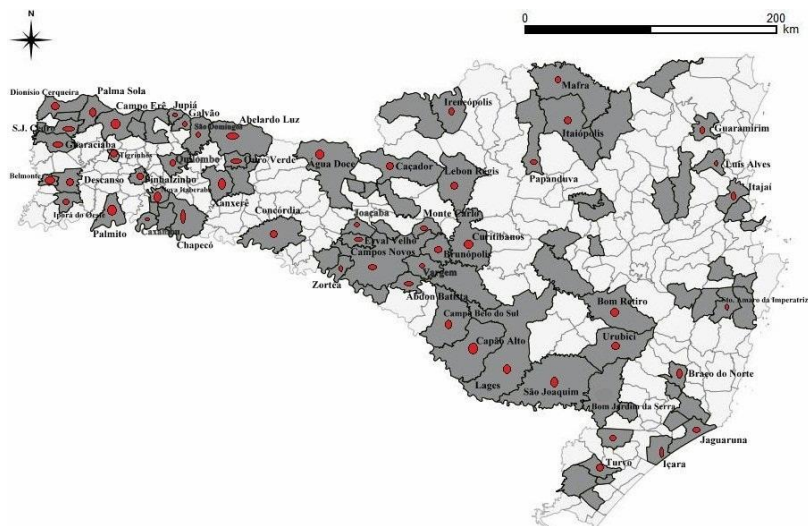 N
0 200
km
Dionísio Cerqueira
Palma Sola
Campo Erê
Jupiá
Galvão
São Domingos
Abelardo Luz
S.J. Cedro
Guaraciaba
Tigrinhos
Ouro Verde
Belmonte
Descanso
Pinhalzinho
Nova Itaberaba
Xanxerê
Iporã do Oeste
Palmito
Caxambu
Chapecó
Concórdia
Água Doce
Caçador
Lebon Régis
Irineópolis
Mafra
Itaiópolis
Papanduva
Guaramirim
Luis Alves
Itajaí
Joaçaba
Monte Carlo
Erval Velho
Curitibanos
Campos Novos
Brunópolis
Vargem
Zortea
Abdon Batista
Campo Belo do Sul
Capão Alto
Lages
São Joaquim
Bom Retiro
Urubici
Sto. Amaro da Imperatriz
Braço do Norte
Bom Jardim da Serra
Jaguaruna
Turvo
Içara